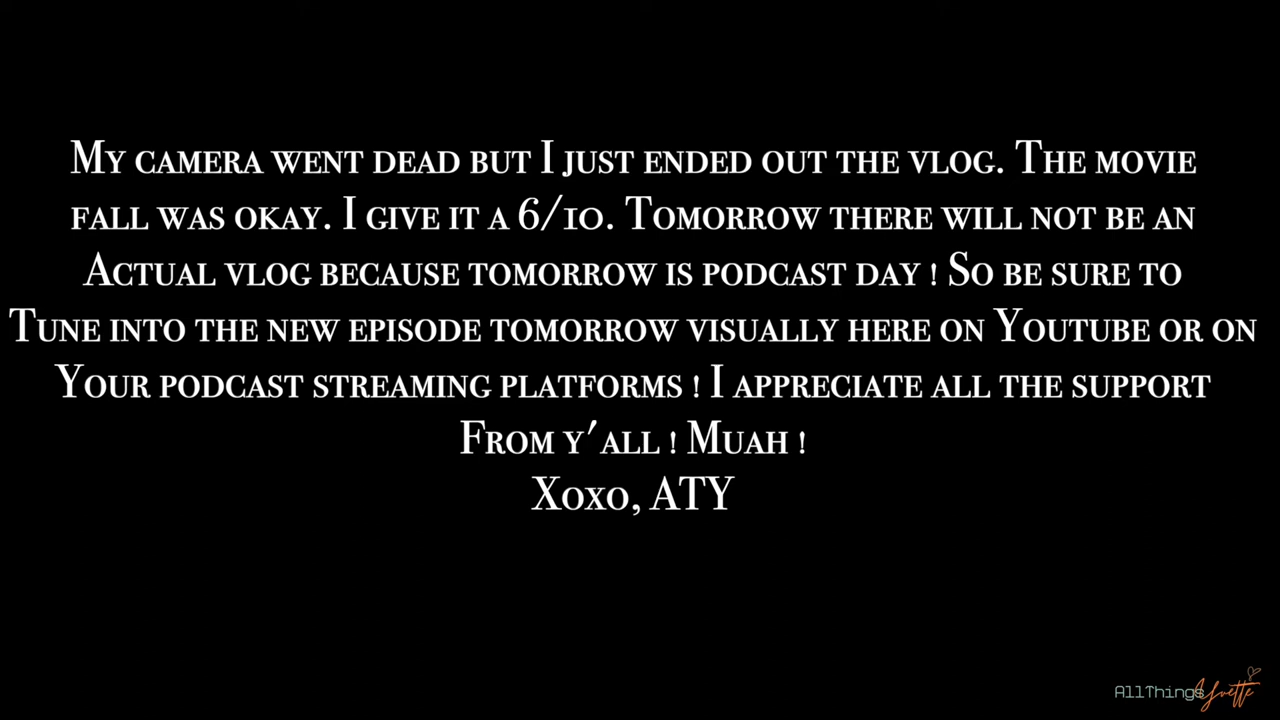 My camera went dead but I just ended out the vlog. The movie
fall was okay. I give it a 6/10. Tomorrow there will not be an
Actual vlog because tomorrow is podcast day ! So be sure to
Tune into the new episode tomorrow visually here on Youtube or on
Your podcast streaming platforms ! I appreciate all the support
From y'all ! Muah !
Xoxo, ATY
AllThings Yvette